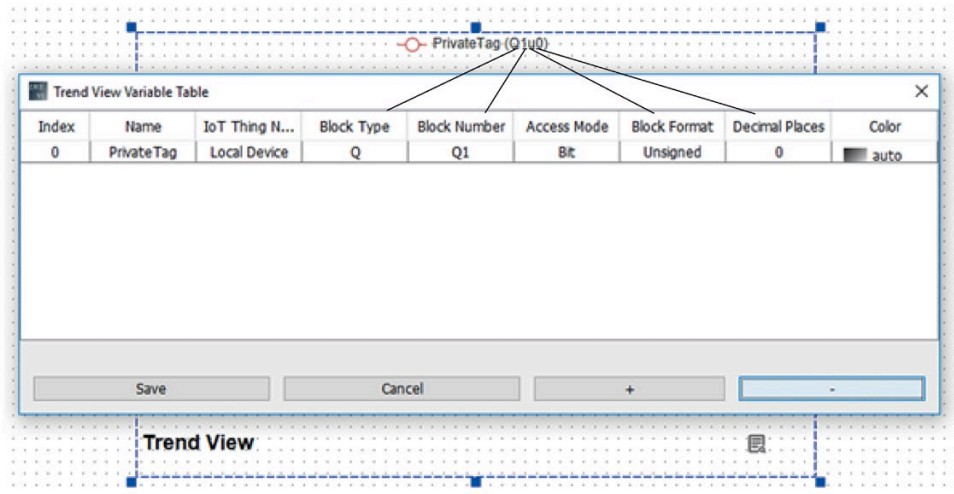 PrivateTag (Q1u0)
Trend View Variable Table
Index Name IoT Thing N... Block Type Block Number Access Mode Block Format Decimal Places Color
0 PrivateTag Local Device Q Q1 Bit Unsigned 0 auto
Save Cancel + -
Trend View